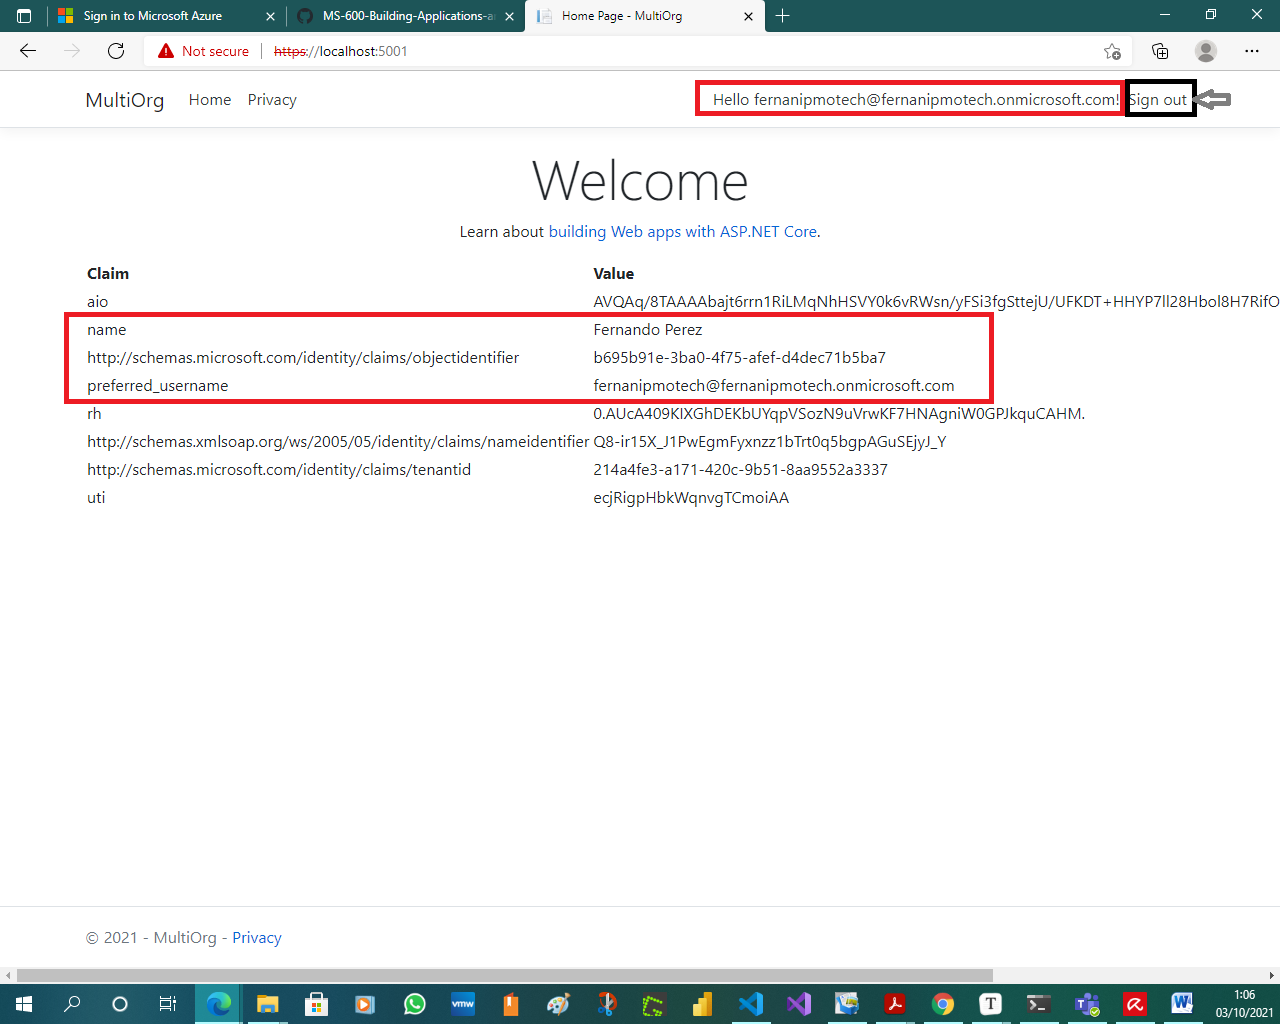 Sign in to Microsoft Azure
MS-600-Building-Applications-a
Home Page - MultiOrg
Not secure
https://localhost:5001
MultiOrg Home Privacy
Hello fernanipmotech@fernanipmotech.onmicrosoft.com! Sign out
Welcome
Learn about building Web apps with ASP.NET Core.
Claim Value
aio AVQAq/8TAAAAbajt6rrn1RiLMqNhHSVY0k6vRWsn/yFSi3fgSttejU/UFKDT+HHYP7ll28Hbol8H7RifO
name Fernando Perez
http://schemas.microsoft.com/identity/claims/objectidentifier b695b91e-3ba0-4f75-afef-d4dec71b5ba7
preferred_username fernanipmotech@fernanipmotech.onmicrosoft.com
rh 0.AUcA409KIXGhDEKbUYqpVSozN9uVrwKF7HNAgniW0GPJkquCAHM.
http://schemas.xmlsoap.org/ws/2005/05/identity/claims/nameidentifier Q8-ir15X_J1PwEgmFyxnzz1bTrt0q5bgpAGuSEjyJ_Y
http://schemas.microsoft.com/identity/claims/tenantid 214a4fe3-a171-420c-9b51-8aa9552a3337
uti ecjRigpHbkWqnvgTCmoiAA
© 2021 - MultiOrg - Privacy
vmw
1:06
03/10/2021